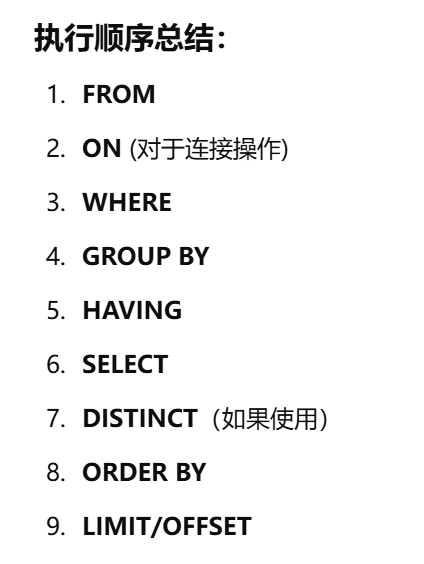 执行顺序总结：
1. FROM
2. ON (对于连接操作)
3. WHERE
4. GROUP BY
5. HAVING
6. SELECT
7. DISTINCT（如果使用）
8. ORDER BY
9. LIMIT/OFFSET